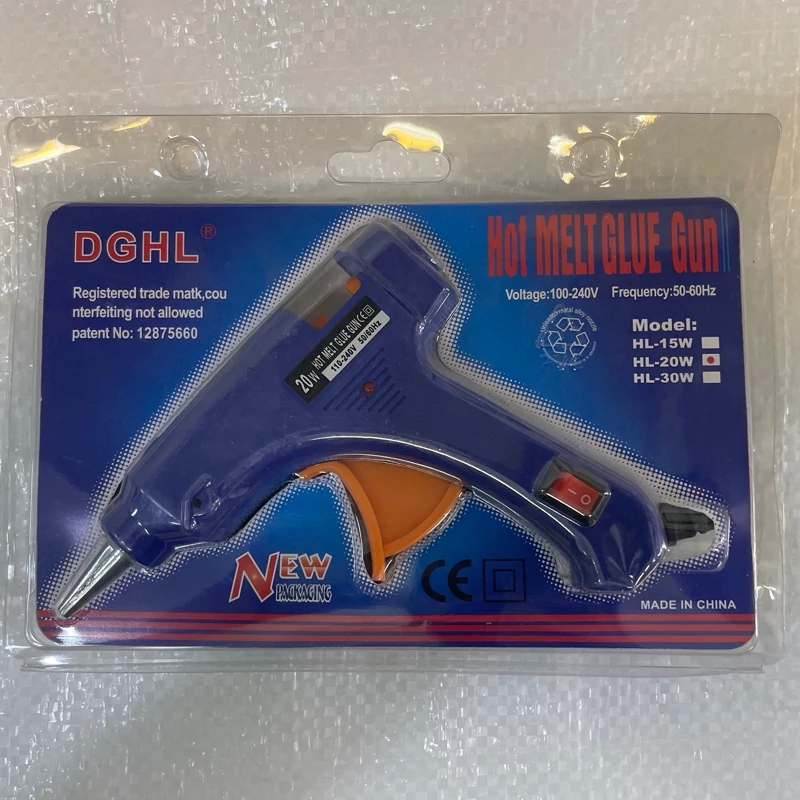 DGHL®
Registered trade matk,cou
nterfeiting not allowed
patent No: 12875660
Hot MELT GLUE Gun
Voltage:100-240V Frequency:50-60Hz
Model:
HL-15W
HL-20W
HL-30W
20W HOT MELT GLUE GUN CE
110-240V 50/60Hz
NEW
PACKAGING
CE
MADE IN CHINA